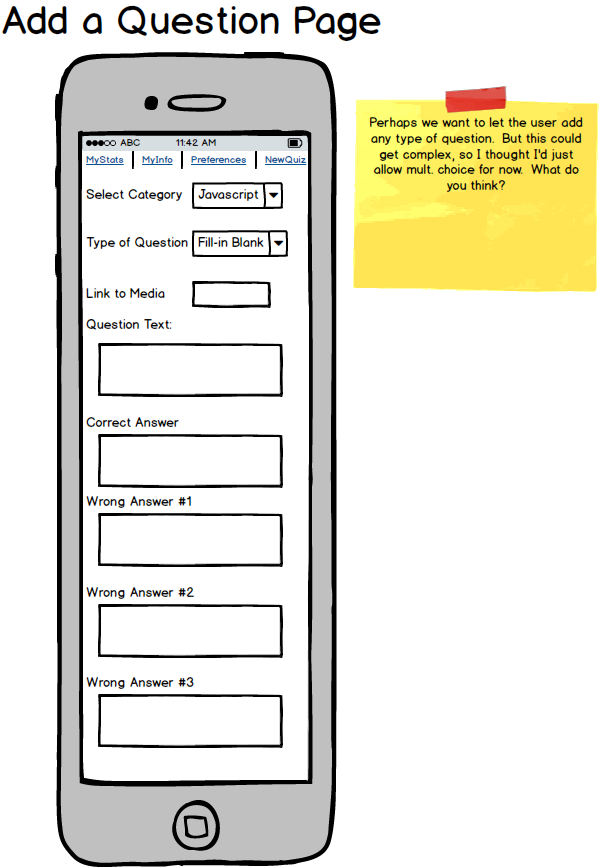 Add a Question Page
ABC 11:42 AM
MyStats MyInfo Preferences NewQuiz
Select Category Javascript
Type of Question Fill-in Blank
Link to Media
Question Text:
Correct Answer
Wrong Answer #1
Wrong Answer #2
Wrong Answer #3
Perhaps we want to let the user add
any type of question. But this could
get complex, so I thought I'd just
allow mult. choice for now. What do
you think?